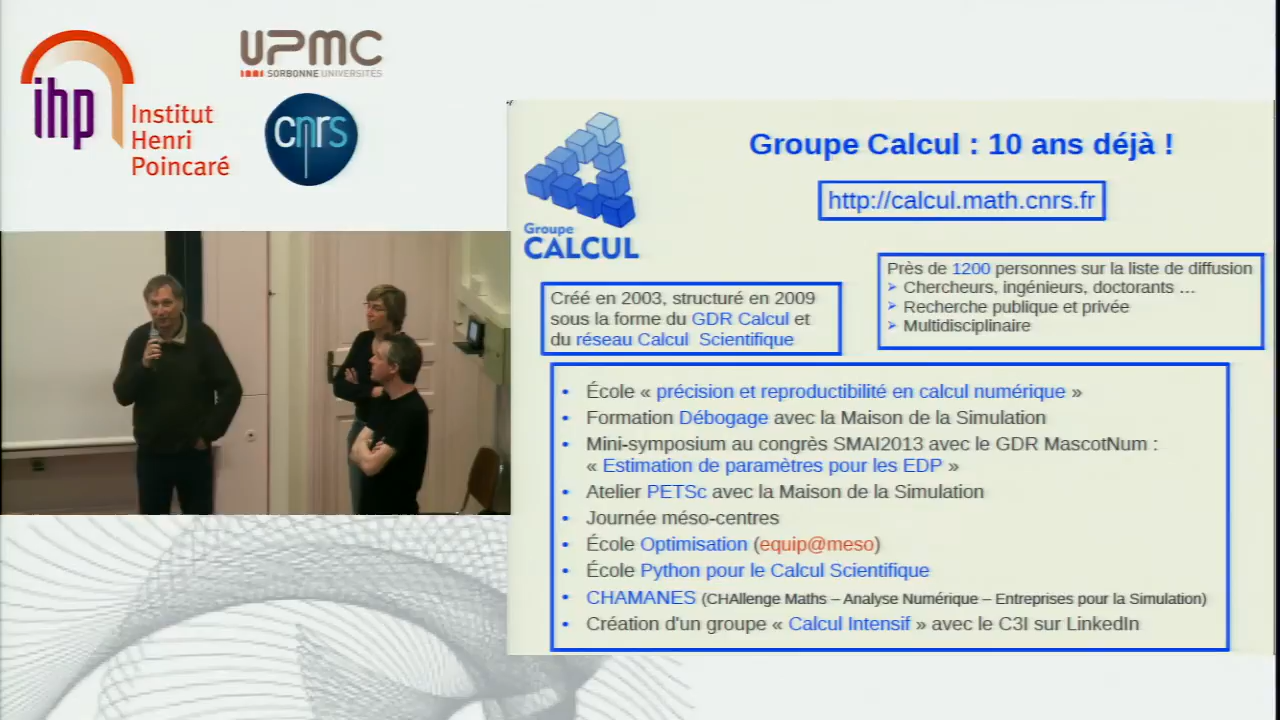 ihp
Institut
Henri
Poincaré
UPMC
SORBONNE UNIVERSITÉS
cnrs
Groupe
CALCUL
Groupe Calcul : 10 ans déjà !
http://calcul.math.cnrs.fr
Créé en 2003, structuré en 2009
sous la forme du GDR Calcul et
du réseau Calcul Scientifique
Près de 1200 personnes sur la liste de diffusion
➢ Chercheurs, ingénieurs, doctorants ...
➢ Recherche publique et privée
➢ Multidisciplinaire
• École « précision et reproductibilité en calcul numérique »
• Formation Débogage avec la Maison de la Simulation
• Mini-symposium au congrès SMAI2013 avec le GDR MascotNum :
« Estimation de paramètres pour les EDP »
• Atelier PETSc avec la Maison de la Simulation
• Journée méso-centres
• École Optimisation (equip@meso)
• École Python pour le Calcul Scientifique
• CHAMANES (CHAllenge Maths – Analyse Numérique – Entreprises pour la Simulation)
• Création d'un groupe « Calcul Intensif » avec le C3I sur LinkedIn